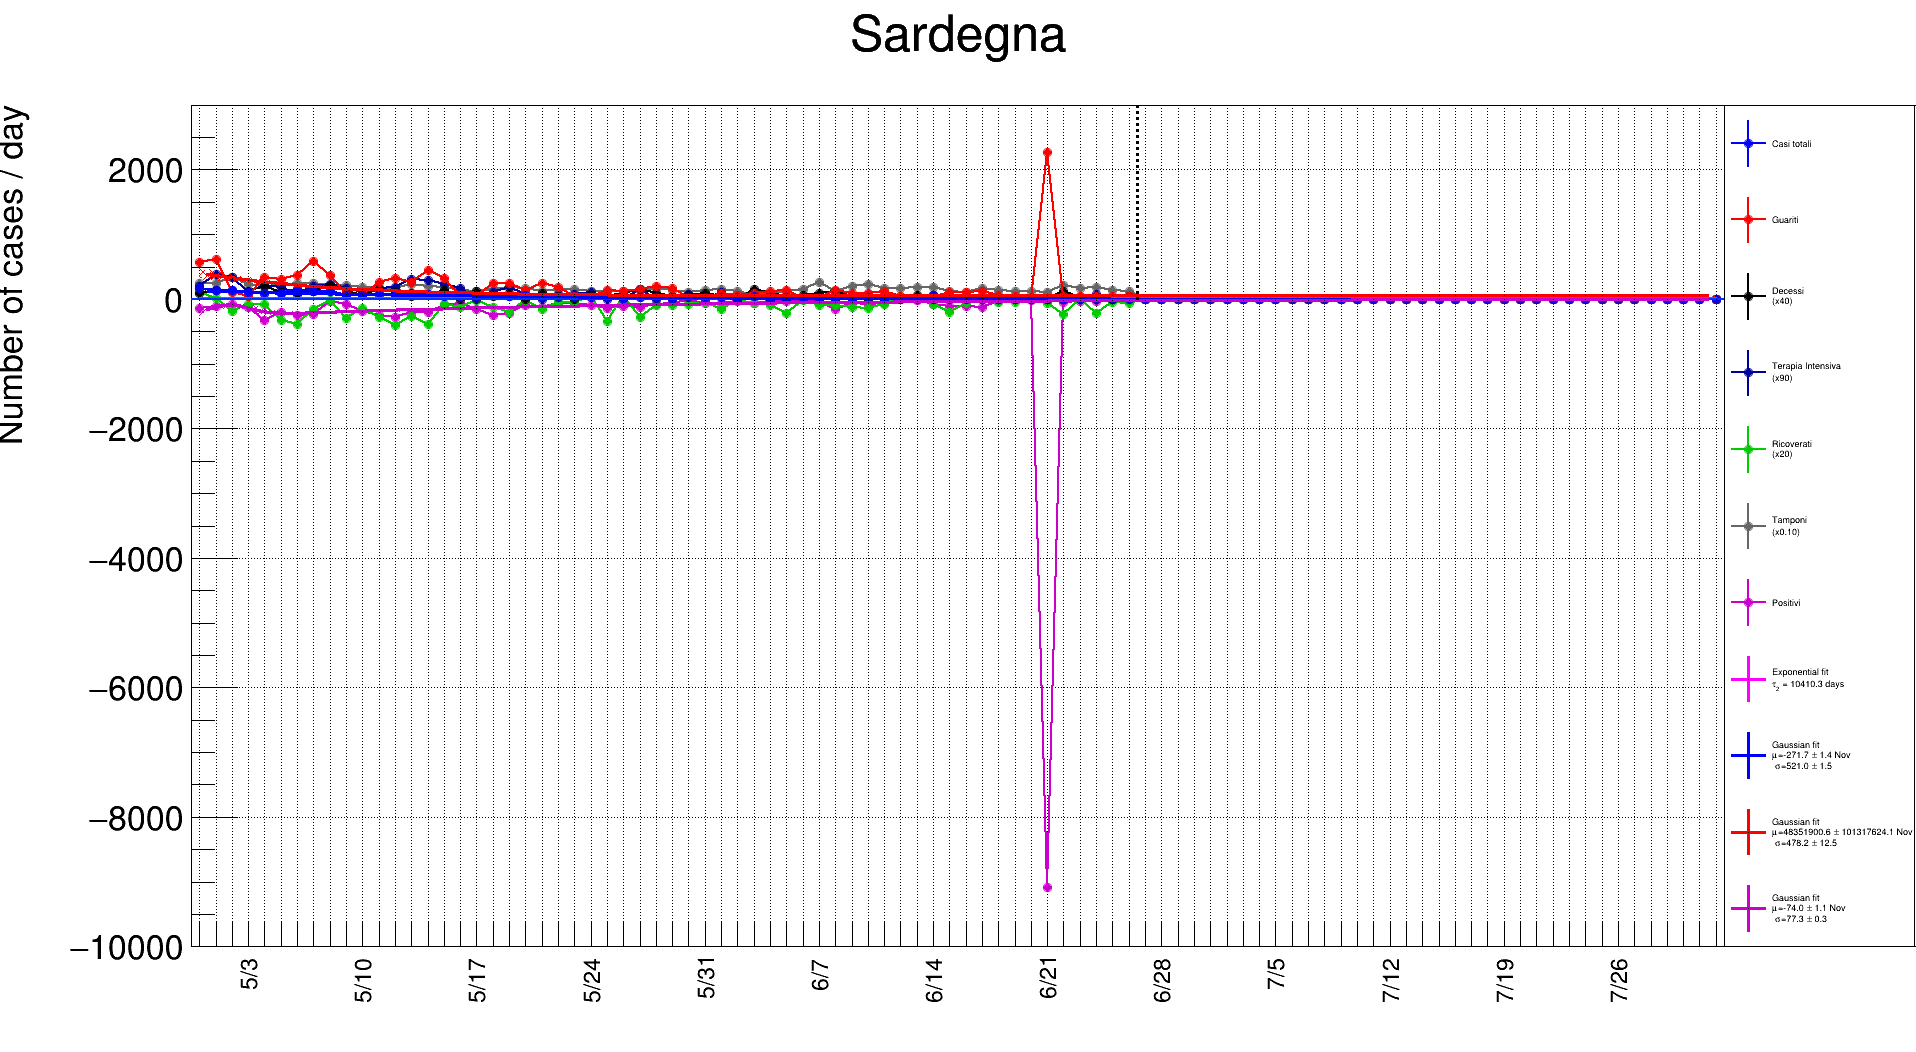 Sardegna
Number of cases / day
2000
0
−2000
−4000
−6000
−8000
−10000
5/3
5/10
5/17
5/24
5/31
6/7
6/14
6/21
6/28
7/5
7/12
7/19
7/26
Casi totali
Guariti
Decessi
(x40)
Terapia Intensiva
(x90)
Ricoverati
(x20)
Tamponi
(x0.10)
Positivi
Exponential fit
τ2 = 10410.3 days
Gaussian fit
μ=-271.7 ± 1.4 Nov
σ=521.0 ± 1.5
Gaussian fit
μ=48351900.6 ± 101317624.1 Nov
σ=478.2 ± 12.5
Gaussian fit
μ=-74.0 ± 1.1 Nov
σ=77.3 ± 0.3